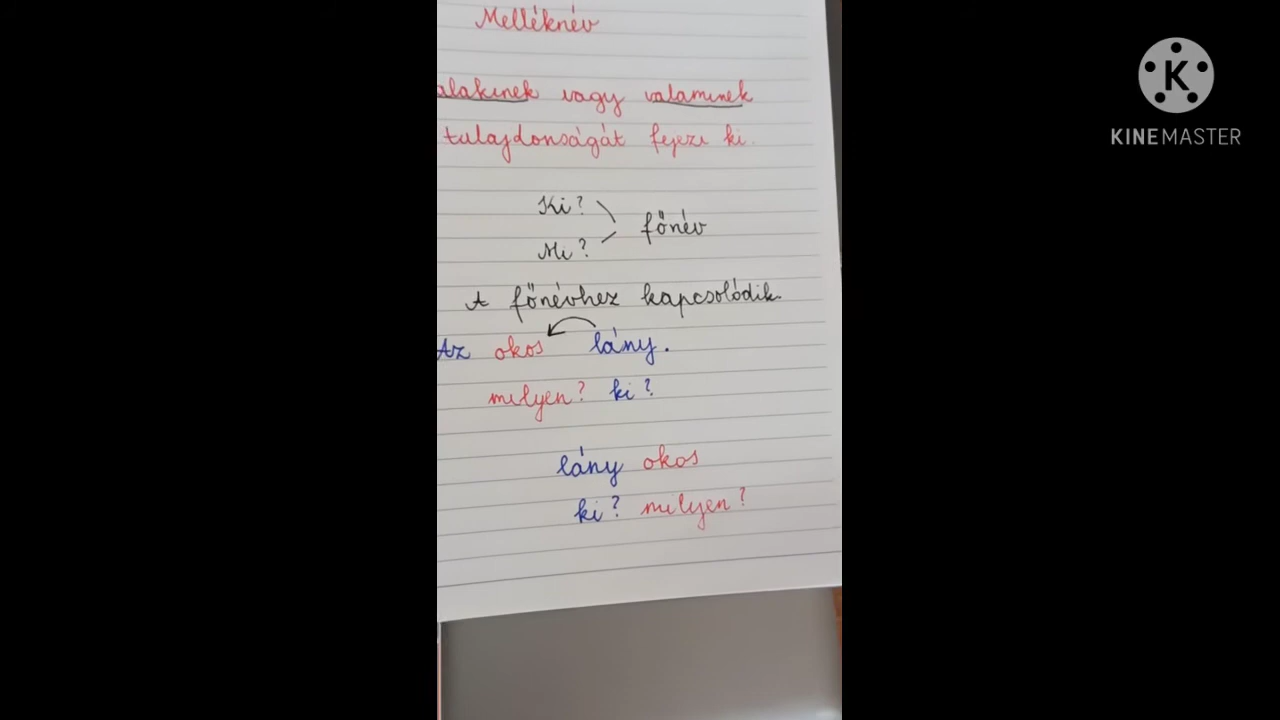 Melléknév
alakinek vagy valaminek
tulajdonságát fejezi ki.
Ki?
főnév
Mi?
A főnévhez kapcsolódik.
Az okos lány.
milyen? ki?
lány okos
ki? milyen?
K
KINEMASTER